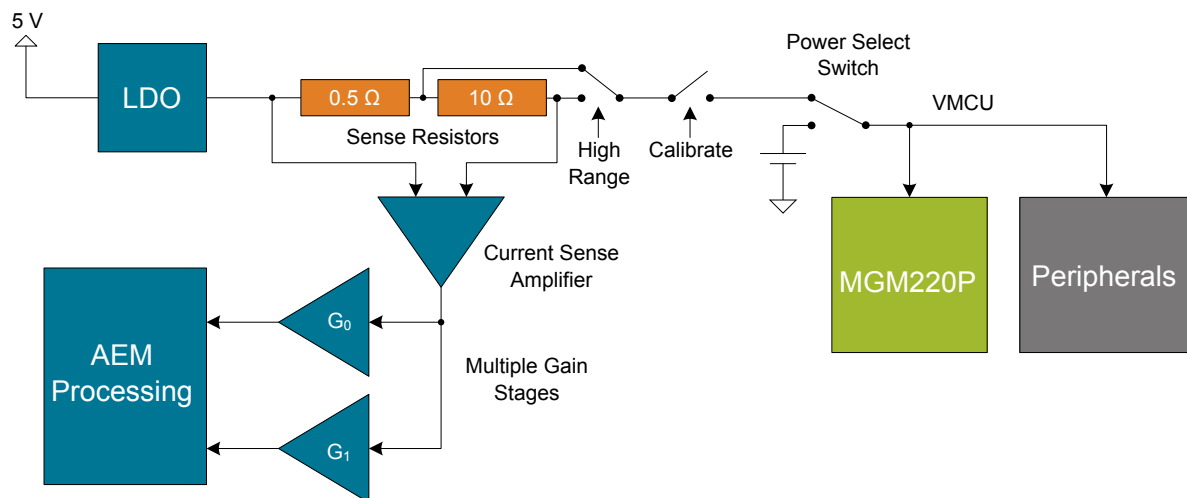 5 V
LDO
0.5 Ω
10 Ω
Sense Resistors
High
Range
Calibrate
Power Select
Switch
VMCU
Current Sense
Amplifier
MGM220P
Peripherals
AEM
Processing
G0
G1
Multiple Gain
Stages